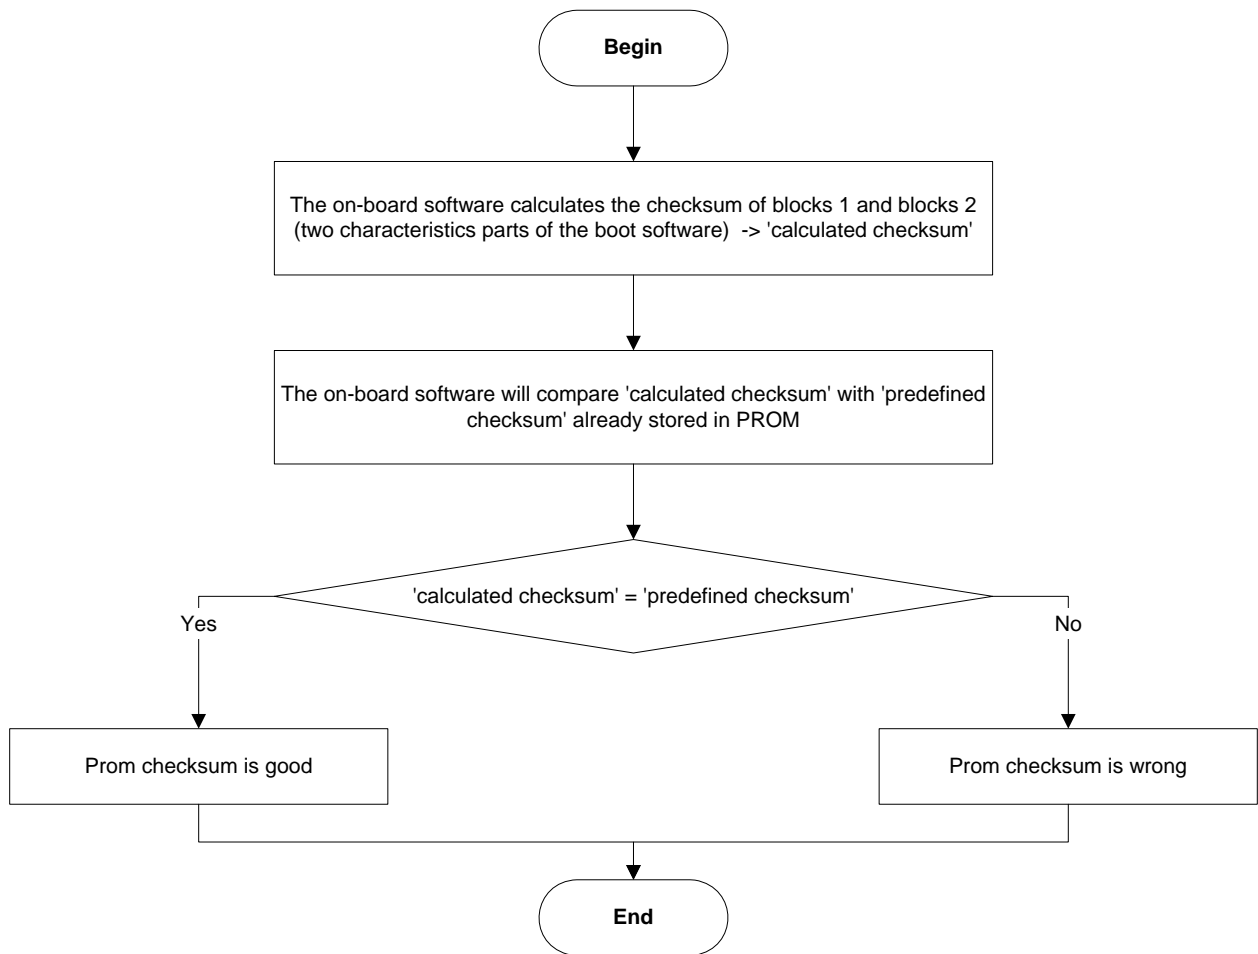 Begin
The on-board software calculates the checksum of blocks 1 and blocks 2
(two characteristics parts of the boot software)  -> 'calculated checksum'
The on-board software will compare 'calculated checksum' with 'predefined
checksum' already stored in PROM
'calculated checksum' = 'predefined checksum'
Yes
No
Prom checksum is good
Prom checksum is wrong
End